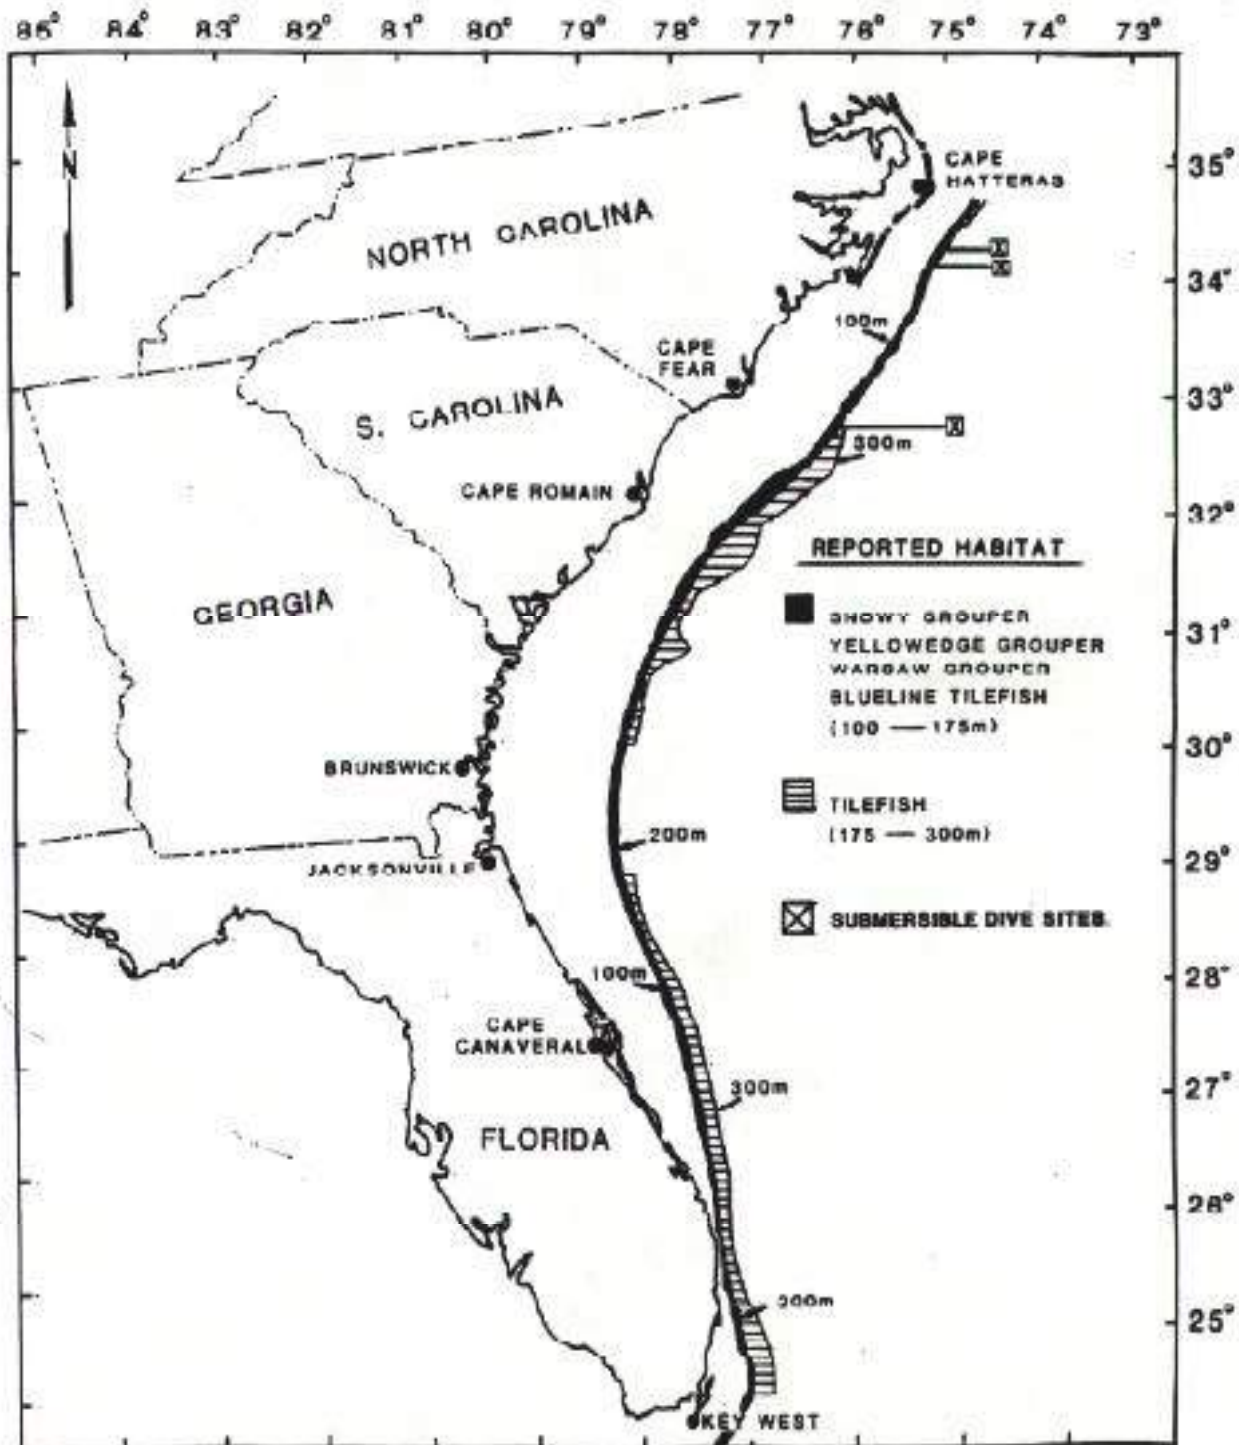 86° 84° 83° 82° 80° 79° 78° 77° 76° 75° 74° 73°
N
CAPE
HATTERAS
35°
NORTH CAROLINA
34°
100m
CAPE
FEAR
33°
S. CAROLINA
300m
CAPE ROMAIN
32°
REPORTED HABITAT
GEORGIA
SNOWY GROUPER
31°
YELLOWEDGE GROUPER
WARSAW GROUPER
BLUELINE TILEFISH
(100 — 175m)
30°
BRUNSWICK
TILEFISH
(175 — 300m)
200m
29°
JACKSONVILLE
SUBMERSIBLE DIVE SITES.
28°
100m
CAPE
CANAVERAL
27°
300m
FLORIDA
26°
25°
KEY WEST